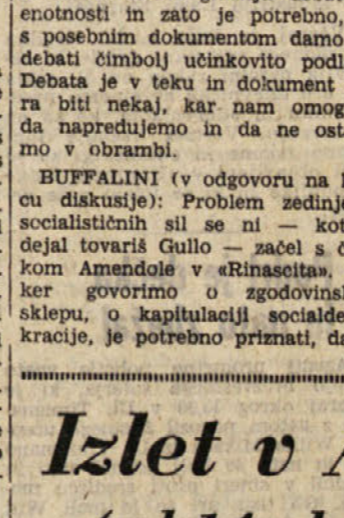 enotnosti in zato je potrebno,
s posebnim dokumentom damo
debati čimbolj učinkovito podl
Debata je v teku in dokument
ra biti nekaj, kar nam omog
da napredujemo in da ne ost
mo v obrambi.
BUFFALINI (v odgovoru na
cu diskusije): Problem zedinje
socialističnih sil se ni — kot
dejal tovariš Gullo — začel s č
kom Amendole v «Rinascita».
ker govorimo o zgodovinsl
sklepu, o kapitulaciji socialde
kracije, je potrebno priznati, da
Izlet v